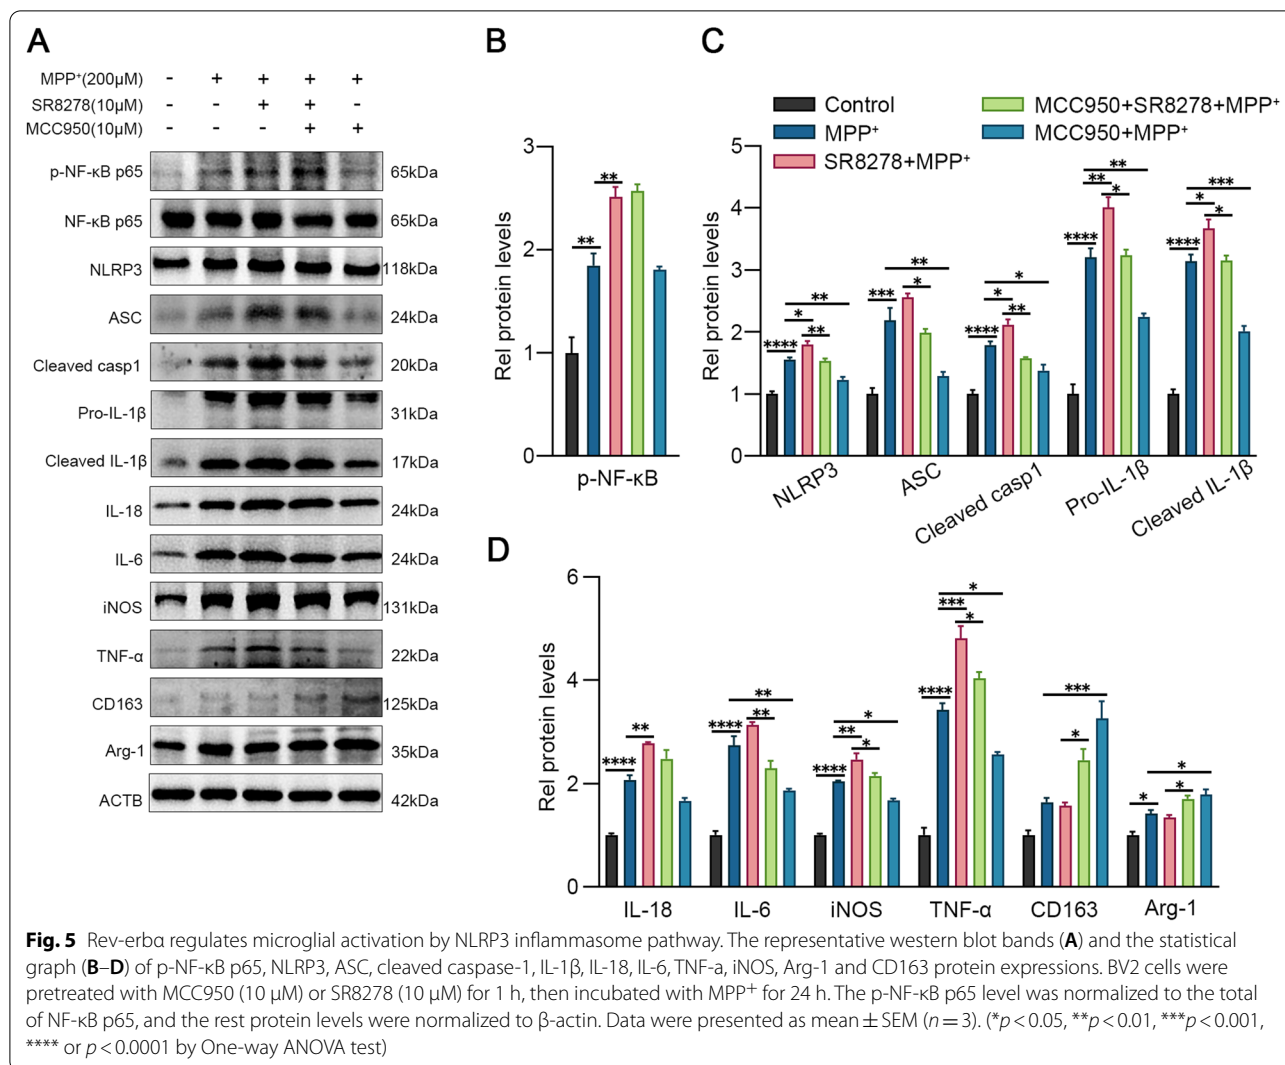 A
MPP⁺(200μM) - + + + +
SR8278(10μM) - - + + -
MCC950(10μM) - - - + +
p-NF-κB p65 65kDa
NF-κB p65 65kDa
NLRP3 118kDa
ASC 24kDa
Cleaved casp1 20kDa
Pro-IL-1β 31kDa
Cleaved IL-1β 17kDa
IL-18 24kDa
IL-6 24kDa
iNOS 131kDa
TNF-α 22kDa
CD163 125kDa
Arg-1 35kDa
ACTB 42kDa
B
Rel protein levels
3
2
1
0
** **
p-NF-κB
C
Control
MPP⁺
SR8278+MPP⁺
MCC950+SR8278+MPP⁺
MCC950+MPP⁺
Rel protein levels
5
4
3
2
1
0
**** * ** **
*** * **
**** * ** *
**** ** * **
**** * * ***
NLRP3 ASC Cleaved casp1 Pro-IL-1β Cleaved IL-1β
D
Rel protein levels
6
4
2
0
**** **
**** ** **
**** ** * *
**** *** * *
* ***
* * *
IL-18 IL-6 iNOS TNF-α CD163 Arg-1
Fig. 5 Rev-erbα regulates microglial activation by NLRP3 inflammasome pathway. The representative western blot bands (A) and the statistical
graph (B–D) of p-NF-κB p65, NLRP3, ASC, cleaved caspase-1, IL-1β, IL-18, IL-6, TNF-a, iNOS, Arg-1 and CD163 protein expressions. BV2 cells were
pretreated with MCC950 (10 μM) or SR8278 (10 μM) for 1 h, then incubated with MPP⁺ for 24 h. The p-NF-κB p65 level was normalized to the total
of NF-κB p65, and the rest protein levels were normalized to β-actin. Data were presented as mean ± SEM (n = 3). (*p < 0.05, **p < 0.01, ***p < 0.001,
**** or p < 0.0001 by One-way ANOVA test)